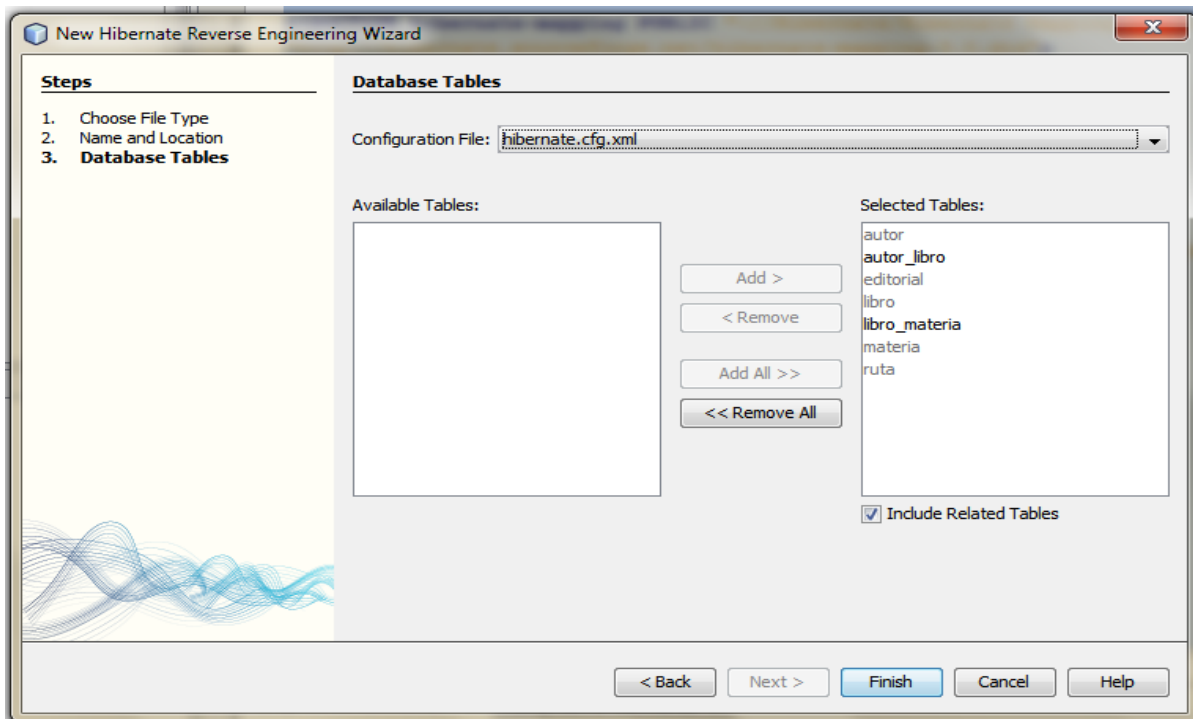 New Hibernate Reverse Engineering Wizard
Steps
1. Choose File Type
2. Name and Location
3. Database Tables
Database Tables
Configuration File: hibernate.cfg.xml
Available Tables:
Add >
< Remove
Add All >>
<< Remove All
Selected Tables:
autor
autor_libro
editorial
libro
libro_materia
materia
ruta
Include Related Tables
< Back Next > Finish Cancel Help